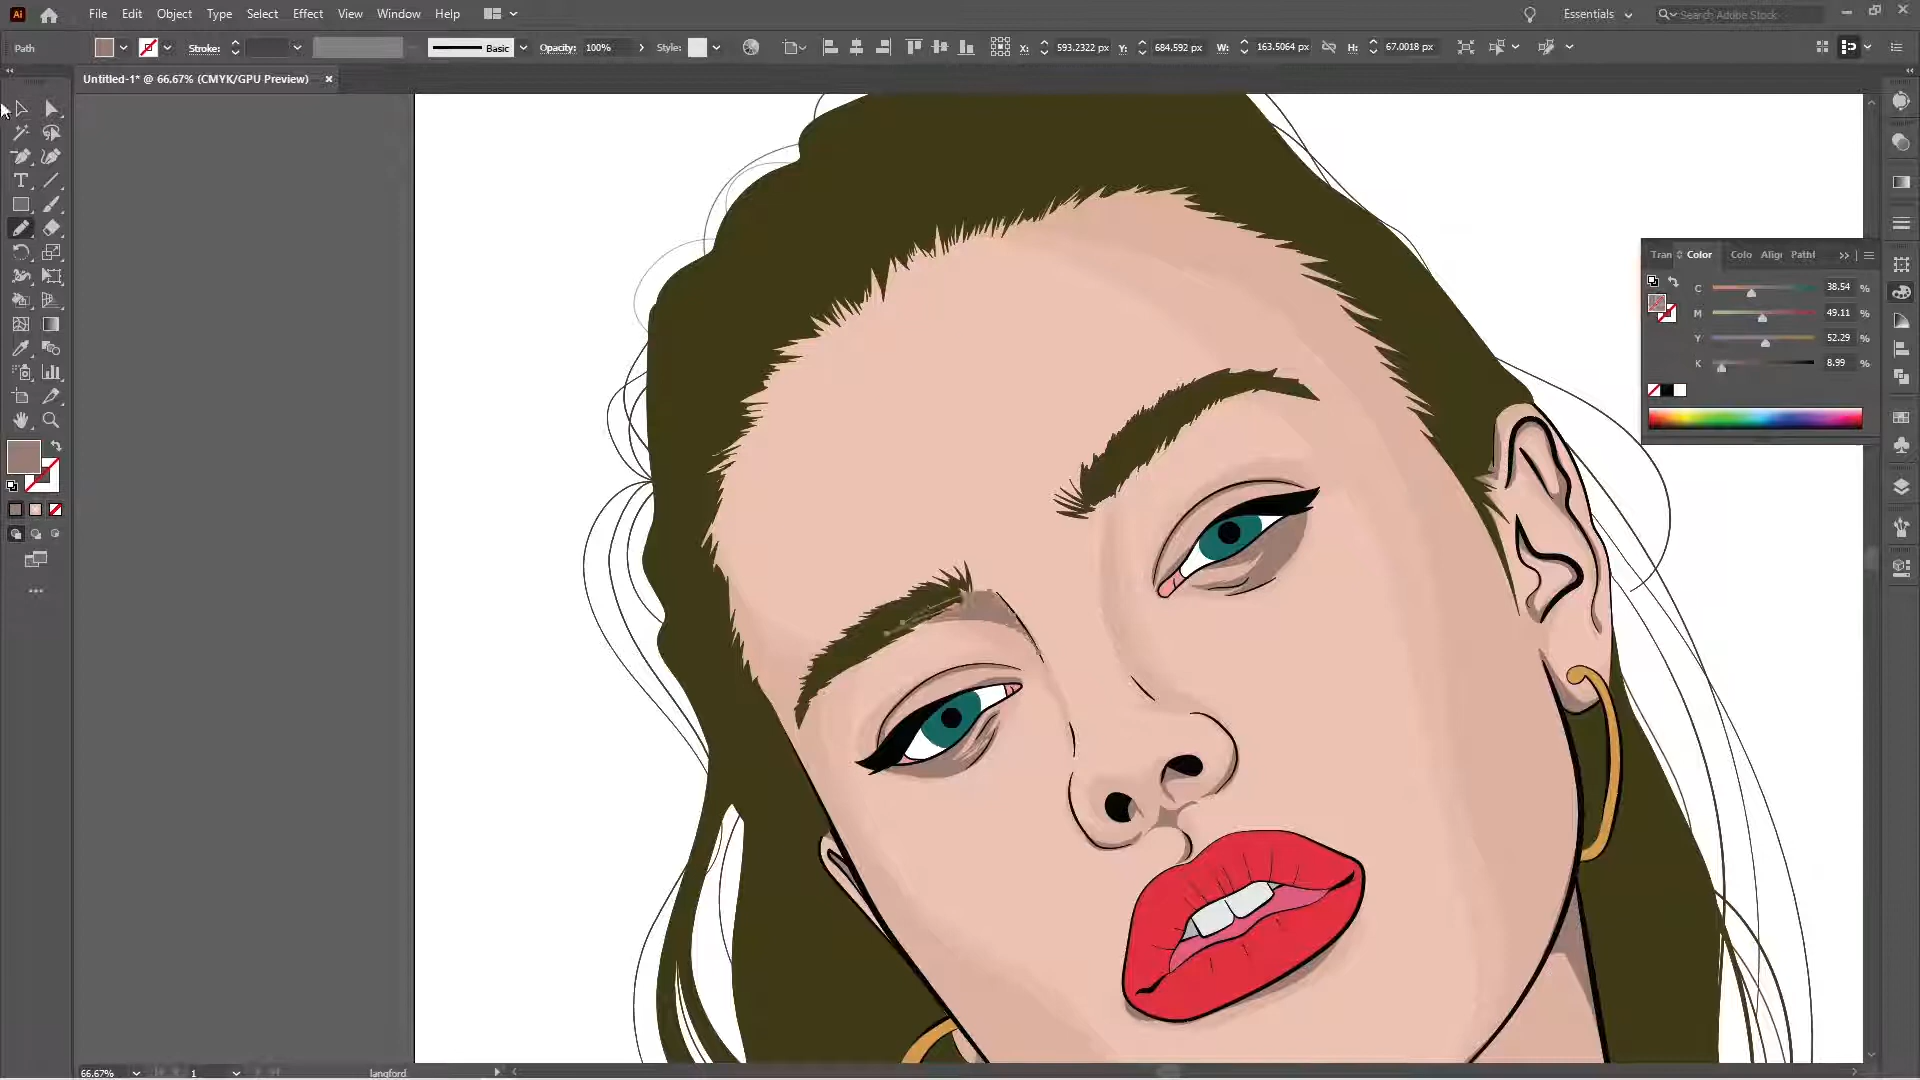 Ai File Edit Object Type Select Effect View Window Help Essentials Search Adobe Stock
Path Stroke: Basic Opacity: 100% Style: X: 593.2322 px Y: 684.592 px W: 163.5064 px H: 67.0018 px
Untitled-1* @ 66.67% (CMYK/GPU Preview)
Tran Color Colo Align Pathf
C 38.54 %
M 49.11 %
Y 52.29 %
K 8.99 %
66.67% 1 langford